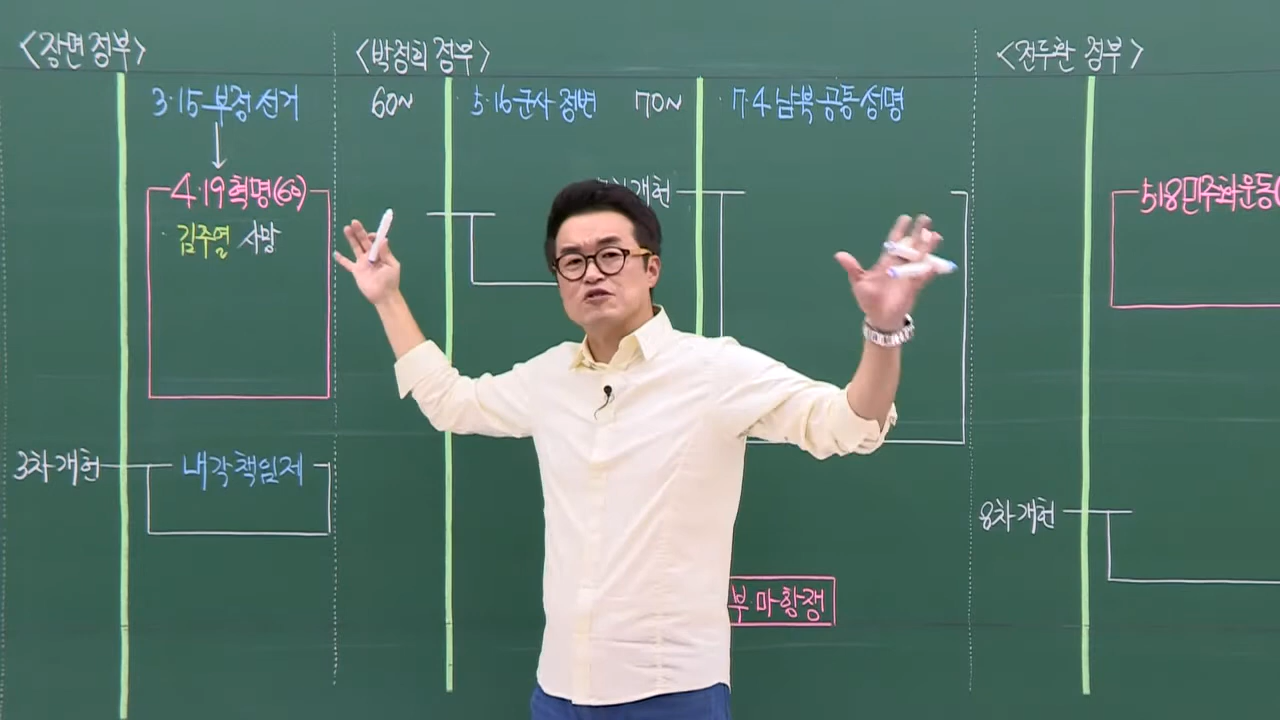 <장면 정부>
3·15 부정 선거
4·19 혁명(60)
· 김주열 사망
3차 개헌
내각 책임제
<박정희 정부>
60~
5·16 군사 정변
70~
개헌
· 7·4 남북 공동 성명
부마항쟁
<전두환 정부>
5·18 민주화 운동(
8차 개헌